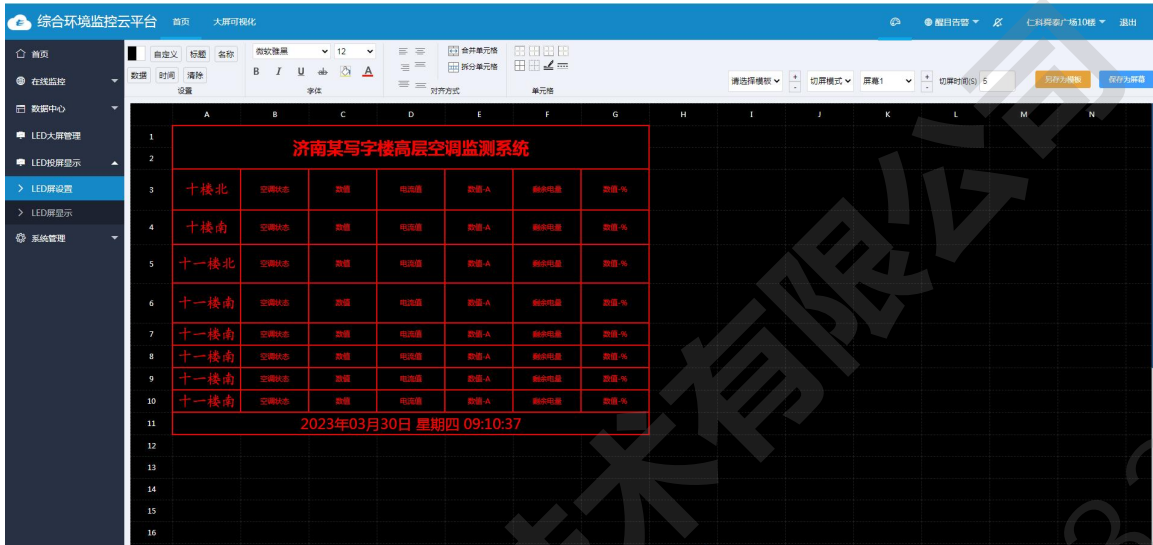 综合环境监控云平台 首页 大屏可视化 醒目告警 仁科舜泰广场10楼 退出
首页
在线监控
数据中心
LED大屏管理
LED投屏显示
LED屏设置
LED屏显示
系统管理
自定义 标题 名称 微软雅黑 12 合并单元格
数据 时间 清除 B I U ab A 拆分单元格
设置 字体 对齐方式 单元格
请选择模板 + - 切屏模式 屏幕1 + - 切屏时间(S) 5 另存为模板 保存为屏幕
A B C D E F G H I J K L M N
1
济南某写字楼高层空调监测系统
2
3 十楼北 空调状态 数值 电流值 数值-A 剩余电量 数值-%
4 十楼南 空调状态 数值 电流值 数值-A 剩余电量 数值-%
5 十一楼北 空调状态 数值 电流值 数值-A 剩余电量 数值-%
6 十一楼南 空调状态 数值 电流值 数值-A 剩余电量 数值-%
7 十一楼南 空调状态 数值 电流值 数值-A 剩余电量 数值-%
8 十一楼南 空调状态 数值 电流值 数值-A 剩余电量 数值-%
9 十一楼南 空调状态 数值 电流值 数值-A 剩余电量 数值-%
10 十一楼南 空调状态 数值 电流值 数值-A 剩余电量 数值-%
11 2023年03月30日 星期四 09:10:37
12
13
14
15
16
术有限公司